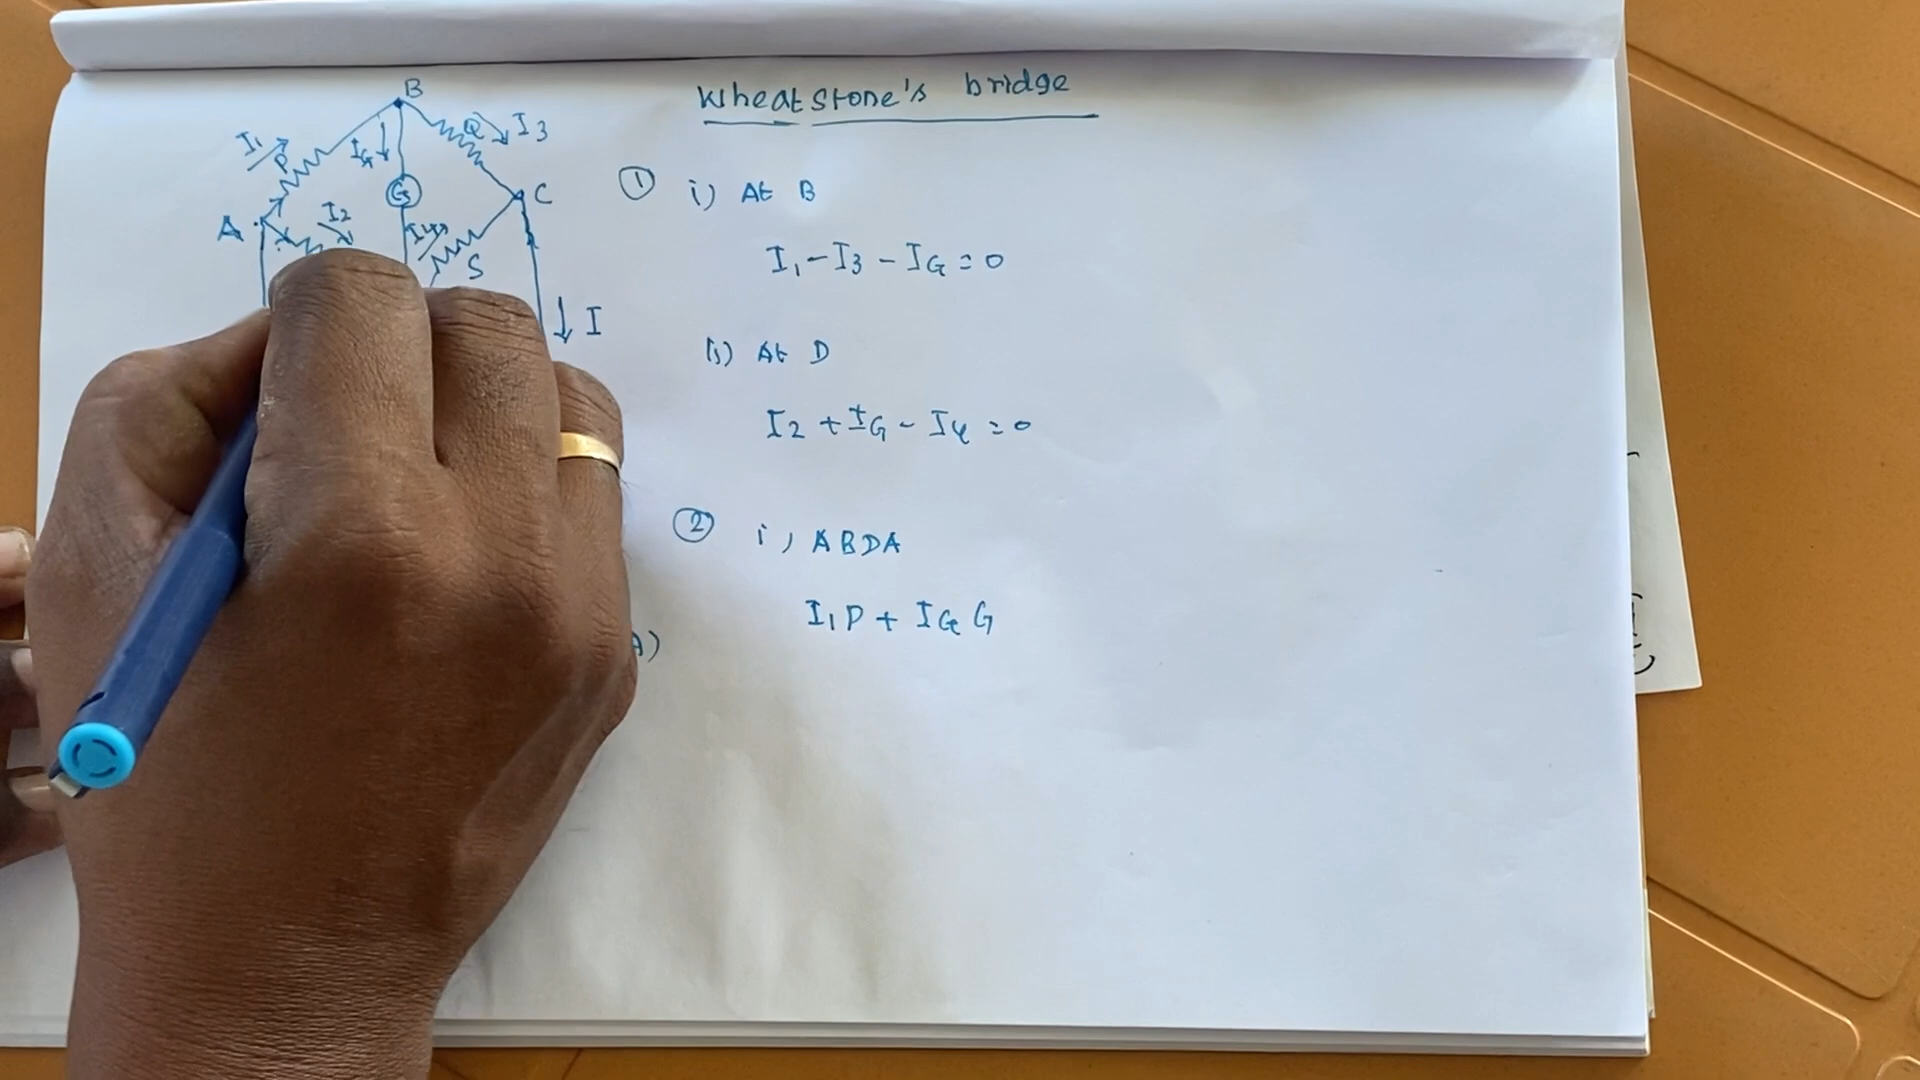 Wheatstone's bridge
B
I1
P
IG
Q
I3
G
A
I2
C
I4
S
I
① i) At B
I1 - I3 - IG = 0
ii) At D
I2 + IG - I4 = 0
② i) ABDA
I1P + IG G
A)